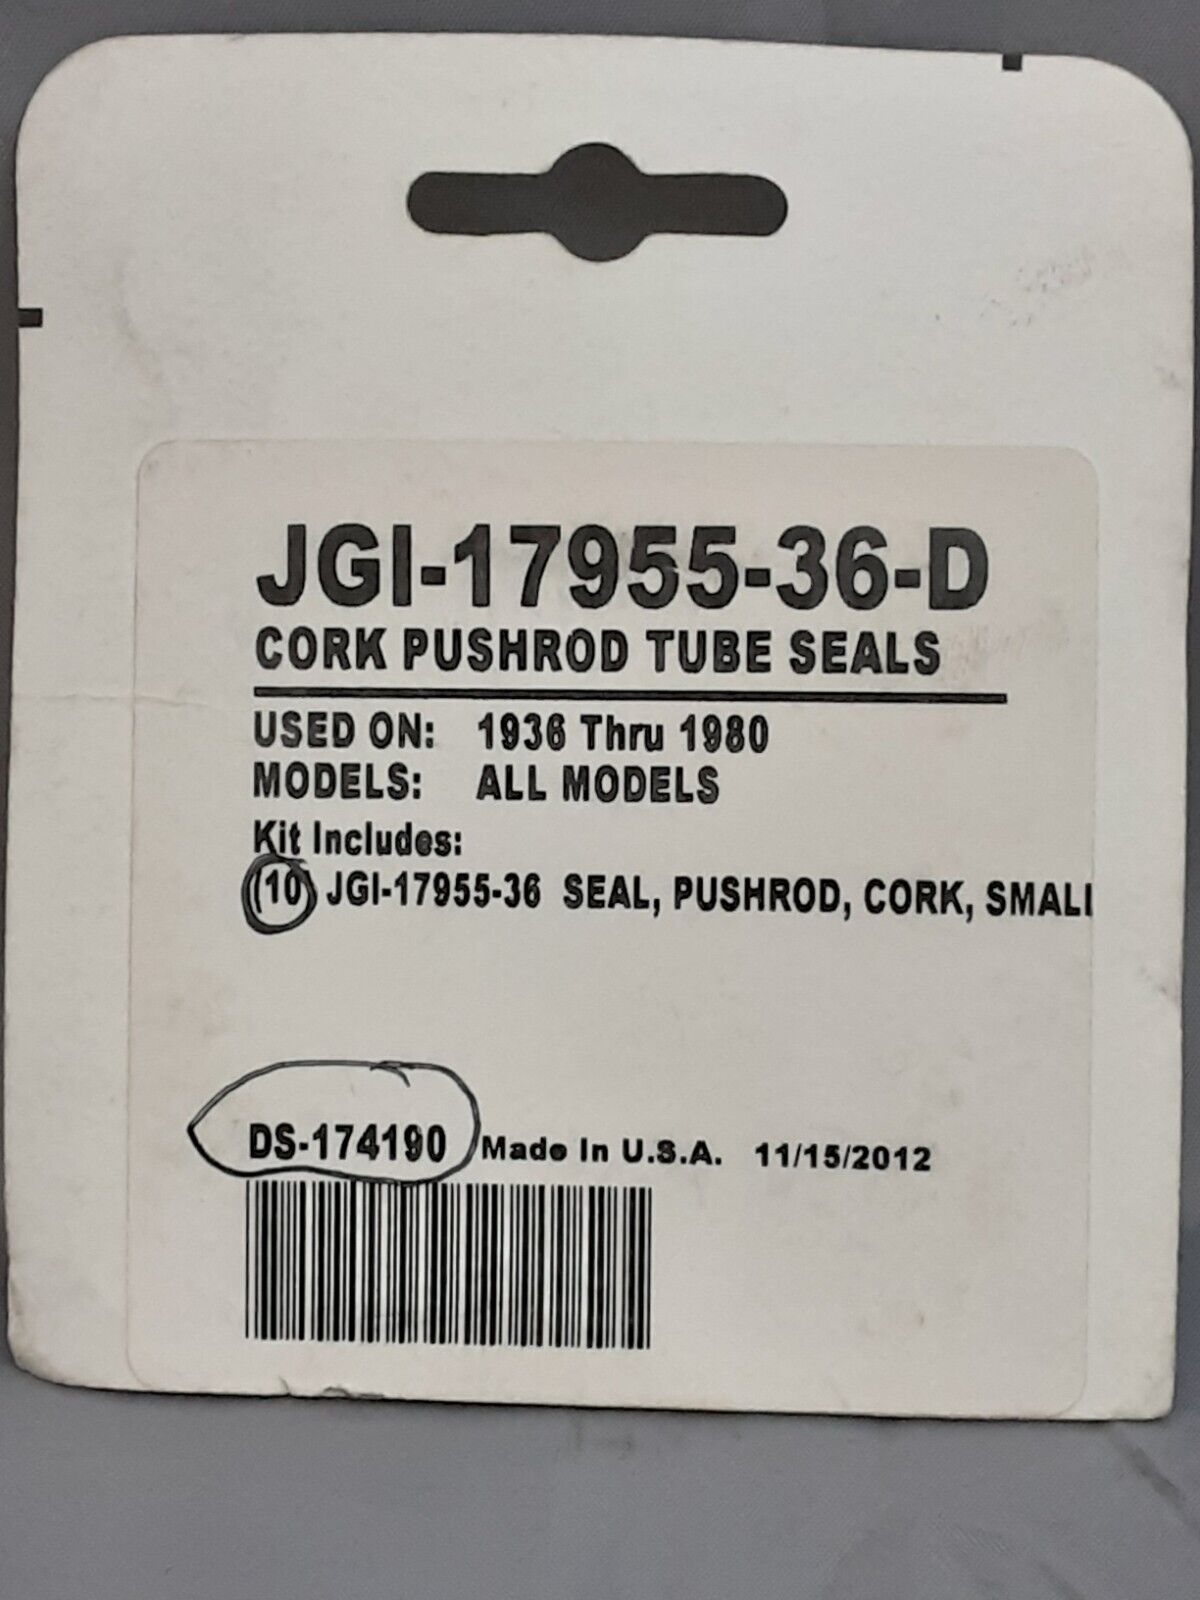 JGI-17955-36-D
CORK PUSHROD TUBE SEALS
USED ON: 1936 Thru 1980
MODELS: ALL MODELS
Kit Includes:
(10) JGI-17955-36 SEAL, PUSHROD, CORK, SMALL
DS-174190 Made In U.S.A. 11/15/2012